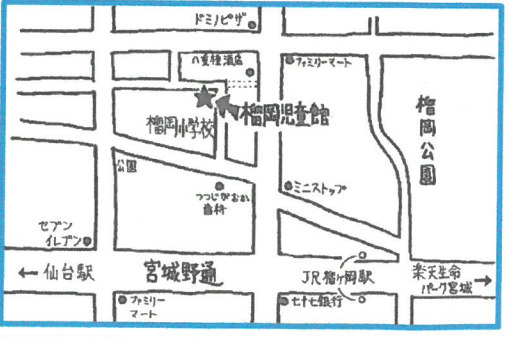 ドミノピザ
八重桜酒店
ファミリーマート
榴岡児童館
榴岡小学校
榴岡公園
公園
つつじがおか
歯科
ミニストップ
セブン
イレブン
←仙台駅
宮城野通
JR榴ヶ岡駅
楽天生命
パーク宮城→
ファミリー
マート
七十七銀行